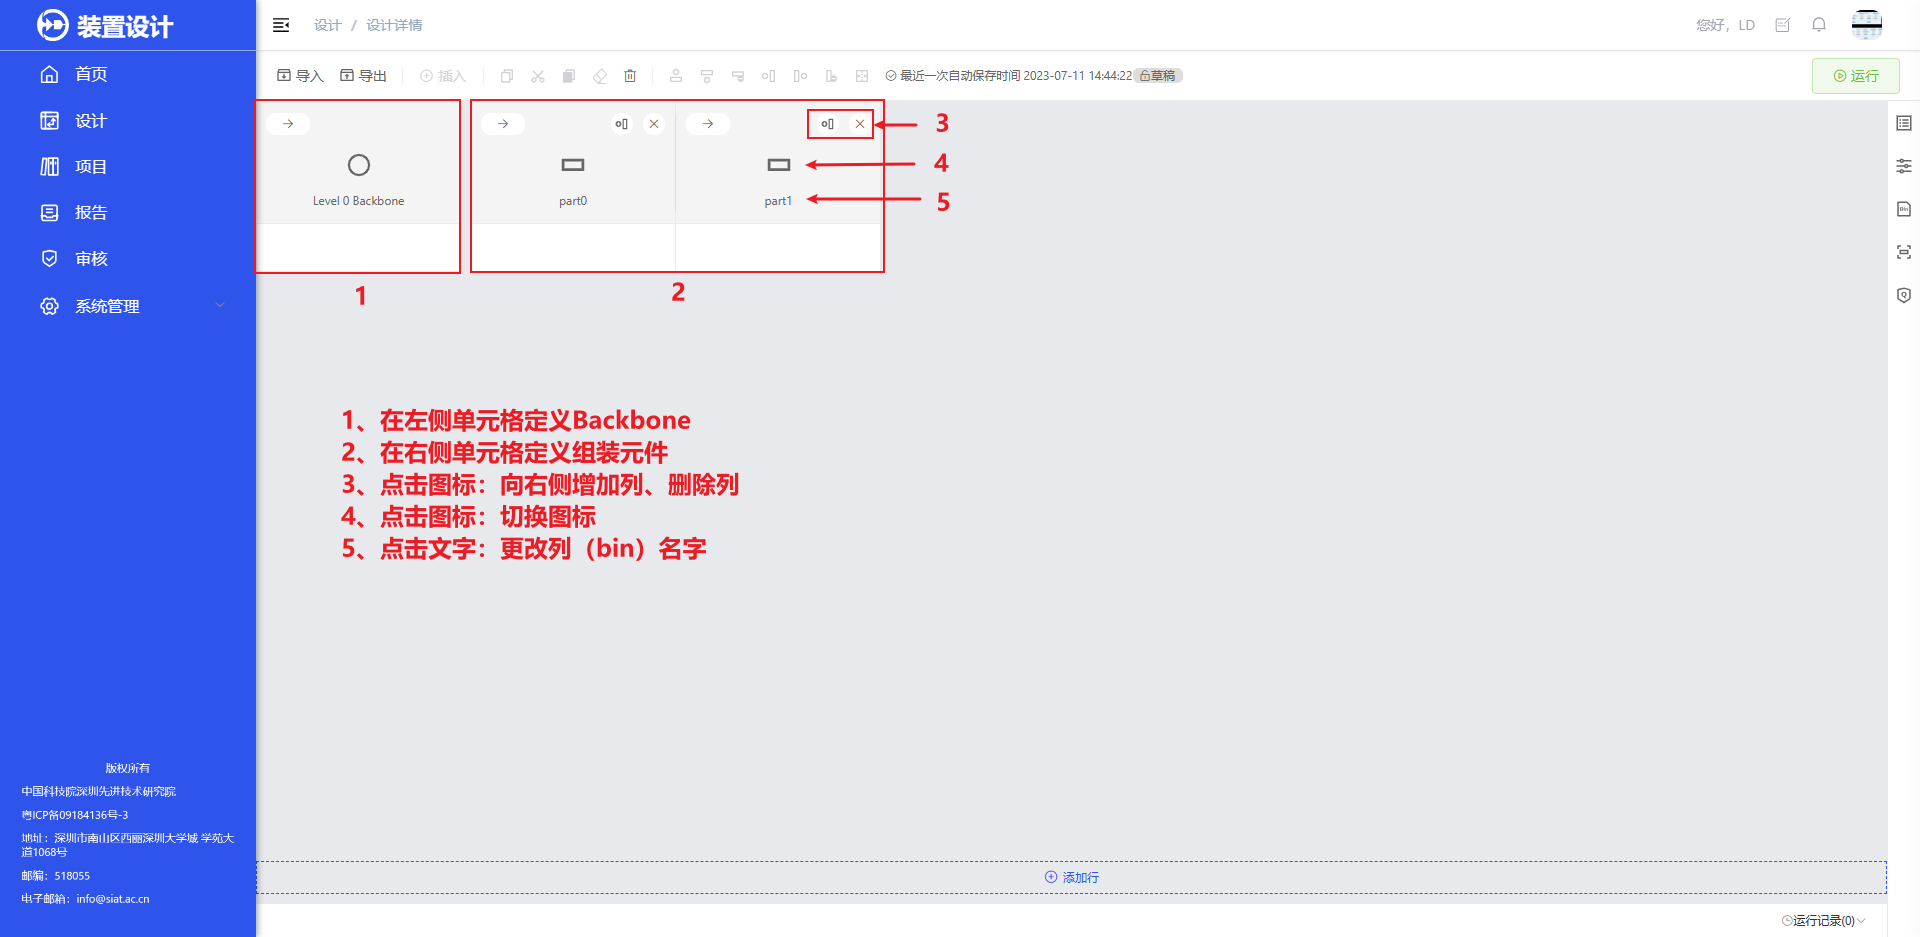 装置设计
首页
设计
项目
报告
审核
系统管理
版权所有
中国科技院深圳先进技术研究院
粤ICP备09184136号-3
地址：深圳市南山区西丽深圳大学城 学苑大
道1068号
邮编：518055
电子邮箱：info@siat.ac.cn
设计 / 设计详情
您好，LD
导入 导出 插入 最近一次自动保存时间 2023-07-11 14:44:22 草稿 运行
3
4
Level 0 Backbone part0 part1 5
1 2
1、在左侧单元格定义Backbone
2、在右侧单元格定义组装元件
3、点击图标：向右侧增加列、删除列
4、点击图标：切换图标
5、点击文字：更改列（bin）名字
添加行
运行记录(0)